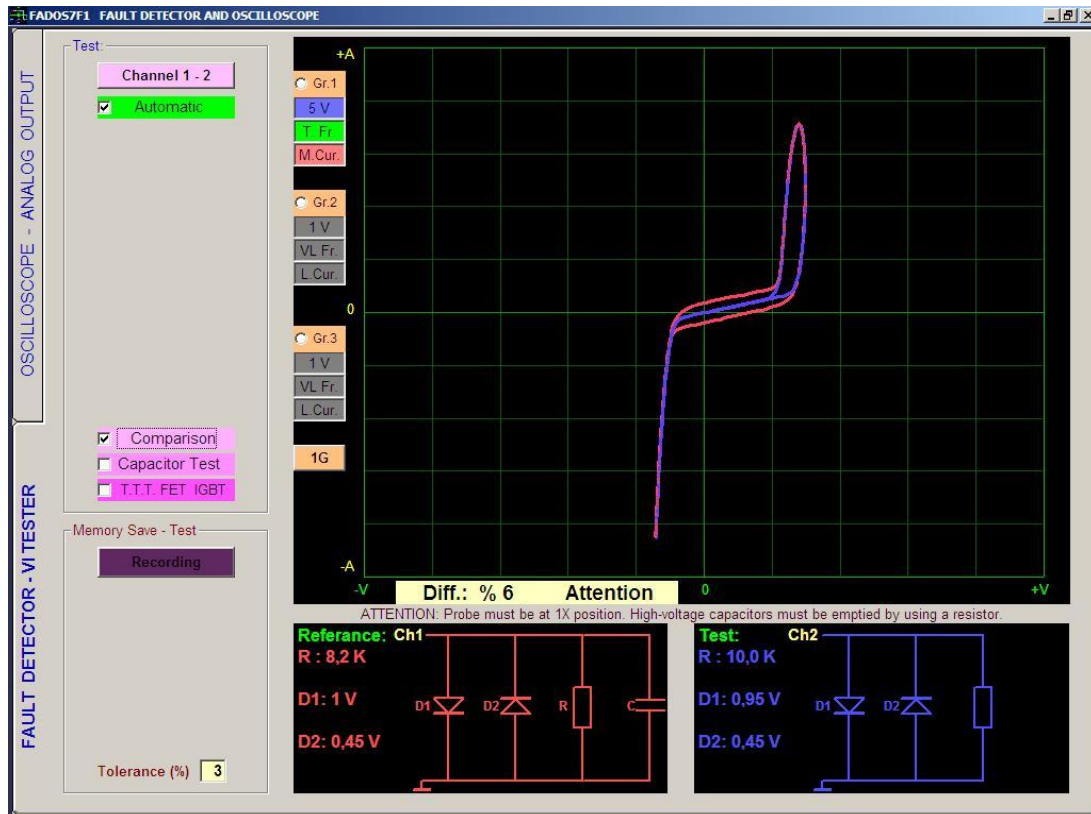 FADOS7F1 FAULT DETECTOR AND OSCILLOSCOPE
OSCILLOSCOPE - ANALOG OUTPUT
FAULT DETECTOR - VI TESTER
Test:
Channel 1 - 2
Automatic
Comparison
Capacitor Test
T.T.T. FET IGBT
Memory Save - Test
Recording
Tolerance (%) 3
+A
Gr.1
5 V
T. Fr.
M.Cur.
Gr.2
1 V
VL Fr.
L.Cur.
0
Gr.3
1 V
VL Fr.
L.Cur.
1G
-A
-V
Diff.: % 6 Attention
0
+V
ATTENTION: Probe must be at 1X position. High-voltage capacitors must be emptied by using a resistor.
Referance: Ch1
R : 8,2 K
D1: 1 V
D2: 0,45 V
D1
D2
R
C
Test: Ch2
R : 10,0 K
D1: 0,95 V
D2: 0,45 V
D1
D2